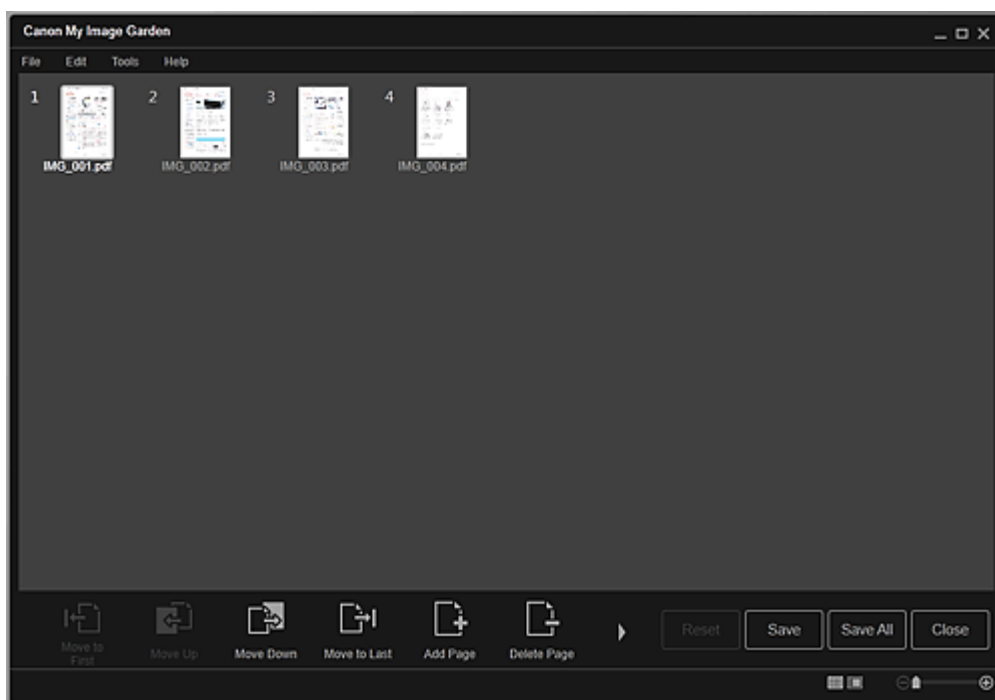 Canon My Image Garden
File Edit Tools Help
1 2 3 4
IMG_001.pdf IMG_002.pdf IMG_003.pdf IMG_004.pdf
Move to First Move Up Move Down Move to Last Add Page Delete Page Reset Save Save All Close